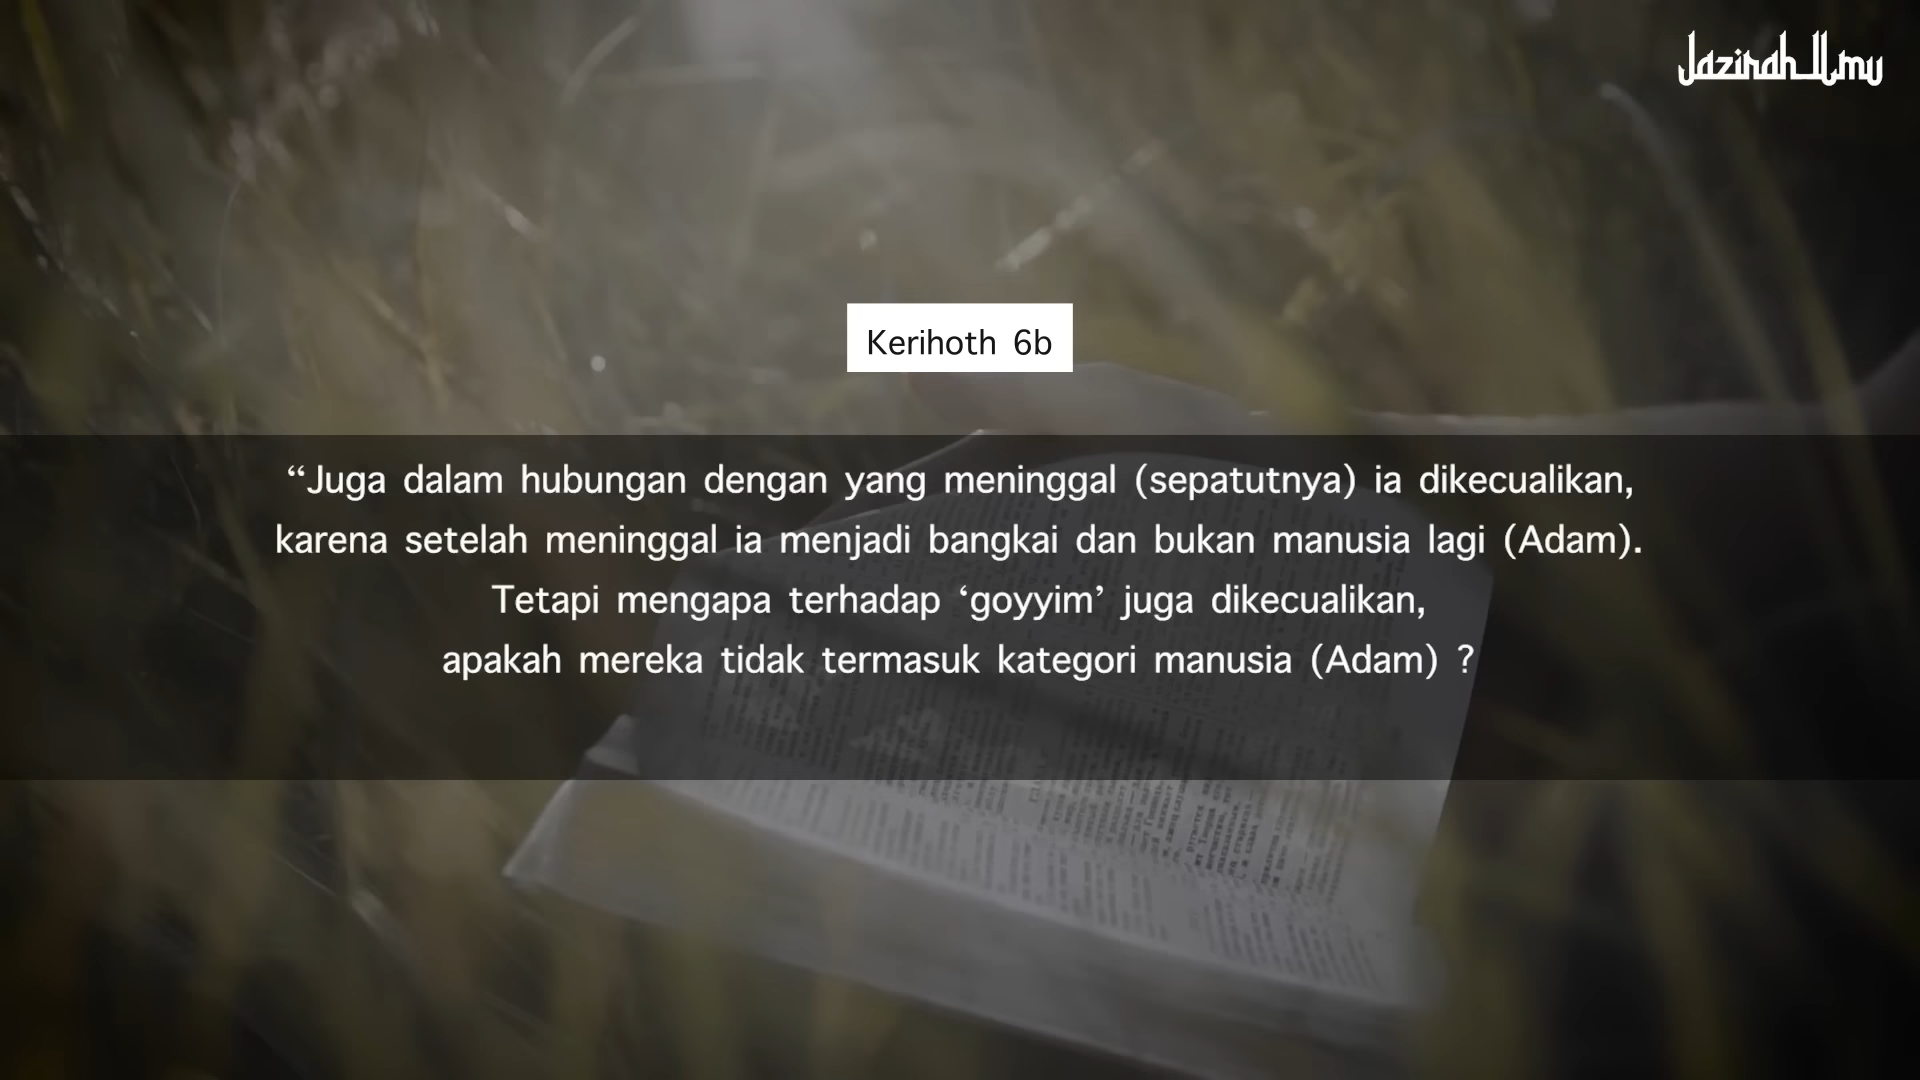 Jazirah Ilmu
Kerihoth 6b
“Juga dalam hubungan dengan yang meninggal (sepatutnya) ia dikecualikan,
karena setelah meninggal ia menjadi bangkai dan bukan manusia lagi (Adam).
Tetapi mengapa terhadap ‘goyyim’ juga dikecualikan,
apakah mereka tidak termasuk kategori manusia (Adam) ?